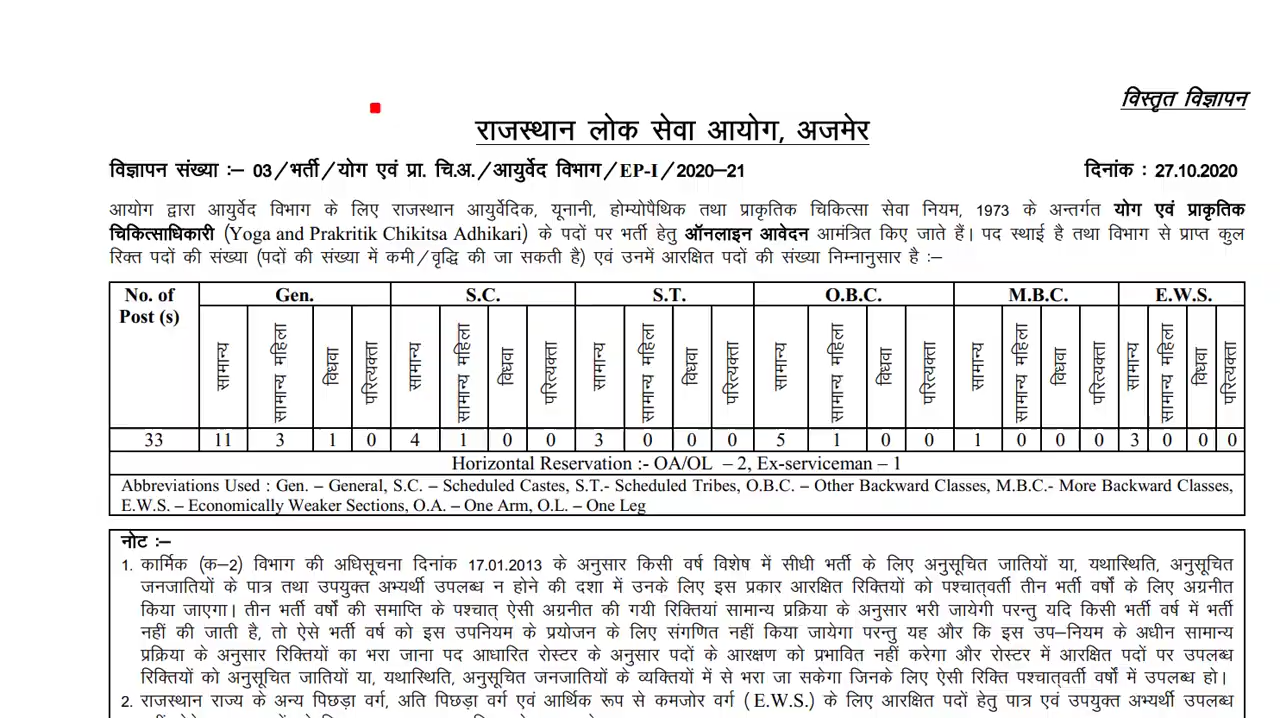 विस्तृत विज्ञापन
राजस्थान लोक सेवा आयोग, अजमेर
विज्ञापन संख्या :– 03/भर्ती/योग एवं प्रा. चि.अ./आयुर्वेद विभाग/EP-I/2020–21 दिनांक : 27.10.2020
आयोग द्वारा आयुर्वेद विभाग के लिए राजस्थान आयुर्वेदिक, यूनानी, होम्योपैथिक तथा प्राकृतिक चिकित्सा सेवा नियम, 1973 के अन्तर्गत योग एवं प्राकृतिक
चिकित्साधिकारी (Yoga and Prakritik Chikitsa Adhikari) के पदों पर भर्ती हेतु ऑनलाइन आवेदन आमंत्रित किए जाते हैं। पद स्थाई है तथा विभाग से प्राप्त कुल
रिक्त पदों की संख्या (पदों की संख्या में कमी/वृद्धि की जा सकती है) एवं उनमें आरक्षित पदों की संख्या निम्नानुसार है :–
No. of Gen. S.C. S.T. O.B.C. M.B.C. E.W.S.
Post (s)
सामान्य सामान्य महिला विधवा परित्यक्ता सामान्य सामान्य महिला विधवा परित्यक्ता सामान्य सामान्य महिला विधवा परित्यक्ता सामान्य सामान्य महिला विधवा परित्यक्ता सामान्य सामान्य महिला विधवा परित्यक्ता सामान्य सामान्य महिला विधवा परित्यक्ता
33 11 3 1 0 4 1 0 0 3 0 0 0 5 1 0 0 1 0 0 0 3 0 0 0
Horizontal Reservation :- OA/OL – 2, Ex-serviceman – 1
Abbreviations Used : Gen. – General, S.C. – Scheduled Castes, S.T.- Scheduled Tribes, O.B.C. – Other Backward Classes, M.B.C.- More Backward Classes,
E.W.S. – Economically Weaker Sections, O.A. – One Arm, O.L. – One Leg
नोट :–
1. कार्मिक (क–2) विभाग की अधिसूचना दिनांक 17.01.2013 के अनुसार किसी वर्ष विशेष में सीधी भर्ती के लिए अनुसूचित जातियों या, यथास्थिति, अनुसूचित
जनजातियों के पात्र तथा उपयुक्त अभ्यर्थी उपलब्ध न होने की दशा में उनके लिए इस प्रकार आरक्षित रिक्तियों को पश्चात्वर्ती तीन भर्ती वर्षों के लिए अग्रनीत
किया जाएगा। तीन भर्ती वर्षों की समाप्ति के पश्चात् ऐसी अग्रनीत की गयी रिक्तियां सामान्य प्रक्रिया के अनुसार भरी जायेगी परन्तु यदि किसी भर्ती वर्ष में भर्ती
नहीं की जाती है, तो ऐसे भर्ती वर्ष को इस उपनियम के प्रयोजन के लिए संगणित नहीं किया जायेगा परन्तु यह और कि इस उप–नियम के अधीन सामान्य
प्रक्रिया के अनुसार रिक्तियों का भरा जाना पद आधारित रोस्टर के अनुसार पदों के आरक्षण को प्रभावित नहीं करेगा और रोस्टर में आरक्षित पदों पर उपलब्ध
रिक्तियों को अनुसूचित जातियों या, यथास्थिति, अनुसूचित जनजातियों के व्यक्तियों में से भरा जा सकेगा जिनके लिए ऐसी रिक्ति पश्चात्वर्ती वर्षों में उपलब्ध हो।
2. राजस्थान राज्य के अन्य पिछड़ा वर्ग, अति पिछड़ा वर्ग एवं आर्थिक रूप से कमजोर वर्ग ( E.W.S.) के लिए आरक्षित पदों हेतु पात्र एवं उपयुक्त अभ्यर्थी उपलब्ध